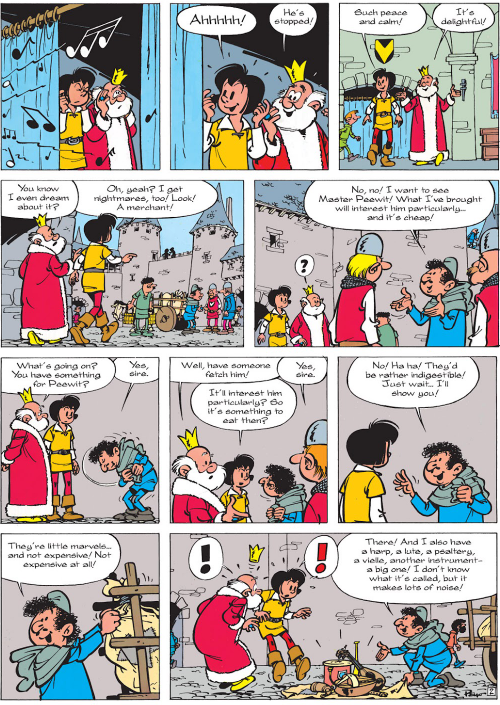 Ahhhhh!
He's
stopped!
Such peace
and calm!
It's
delightful!
You know
I even dream
about it?
Oh, yeah? I get
nightmares, too! Look!
A merchant!
No, no! I want to see
Master Peewit! What I've brought
will interest him particularly...
and it's cheap!
?
What's going on?
You have something
for Peewit?
Yes,
sire.
Well, have someone
fetch him!
Yes,
sire.
It'll interest him
particularly? So
it's something to
eat then?
No! Ha ha! They'd
be rather indigestible!
Just wait... I'll
show you!
They're little marvels...
and not expensive! Not
expensive at all!
!
!
There! And I also have
a harp, a lute, a psaltery,
a vielle, another instrument–
a big one! I don't know
what it's called, but it
makes lots of noise!